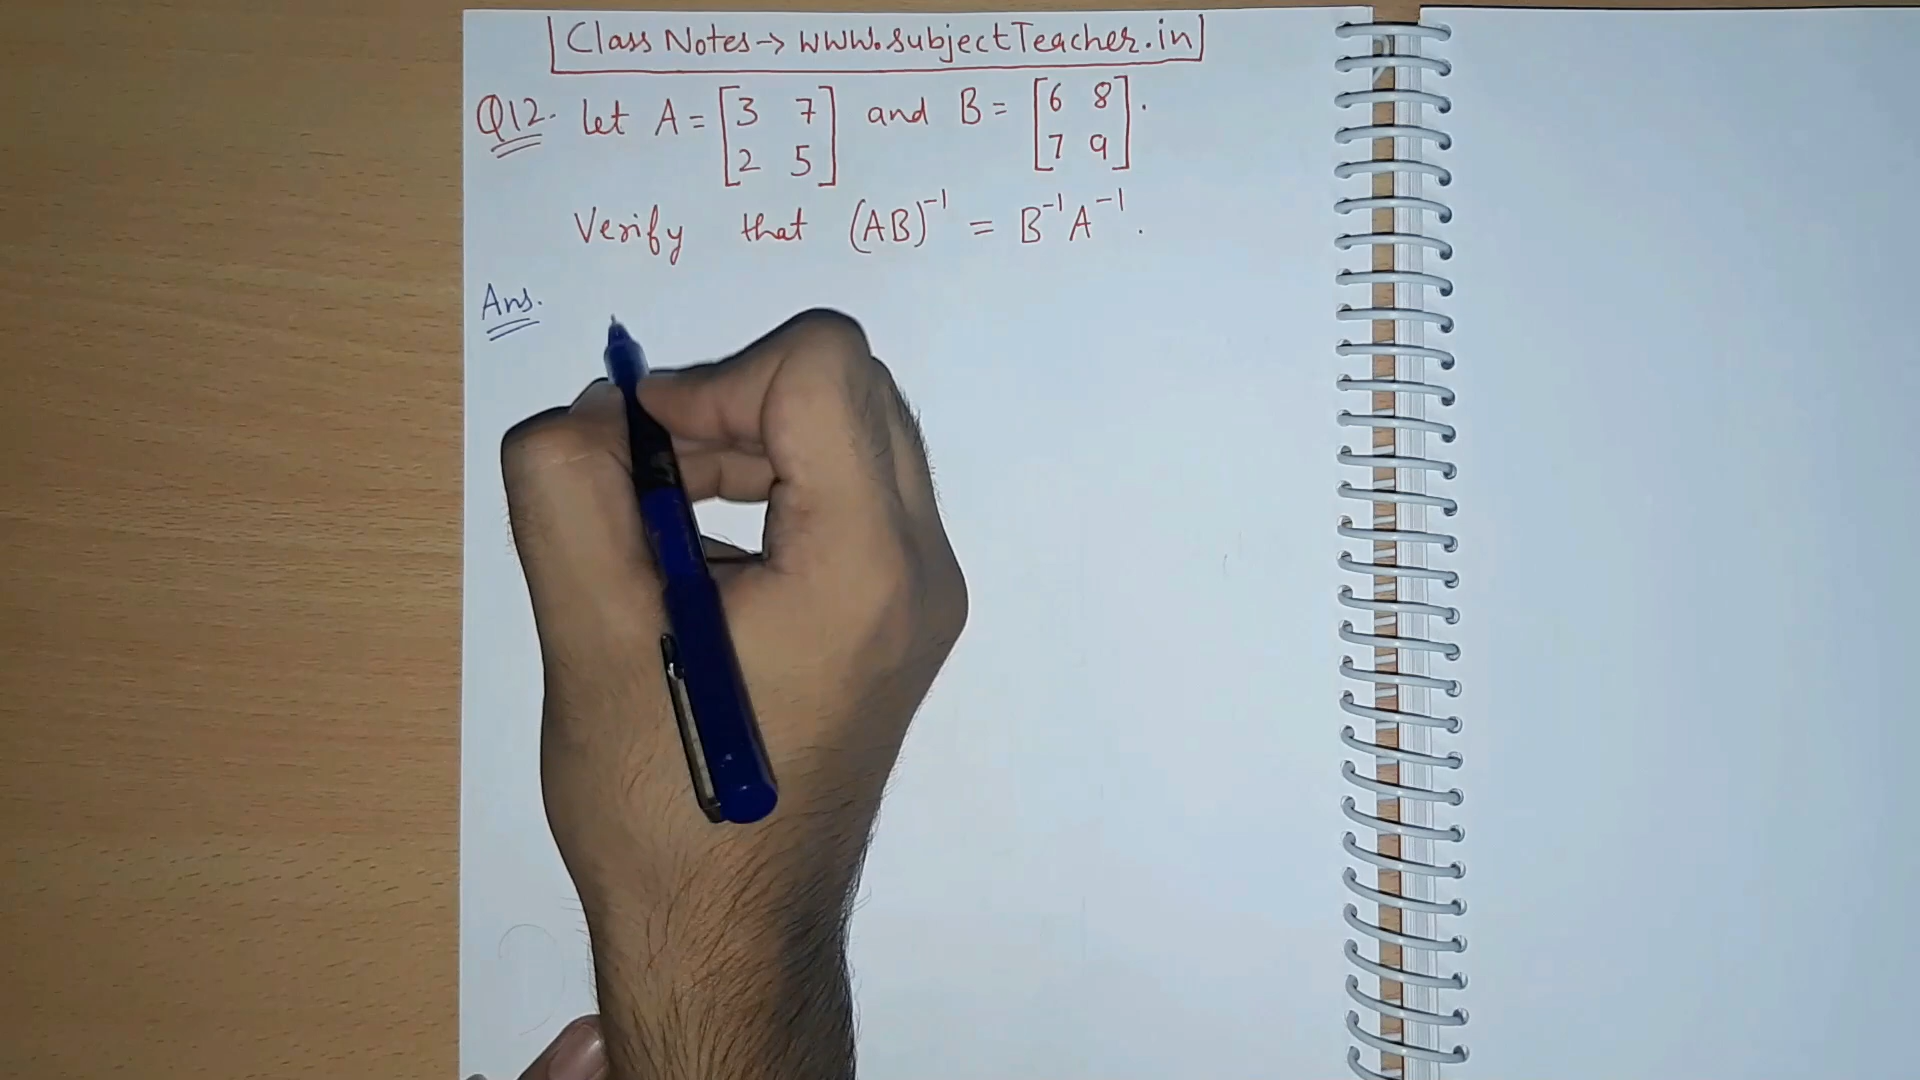 Class Notes → www.subjectTeacher.in
Q12. Let A = [3 7] and B = [6 8].
[2 5] [7 9]
Verify that (AB)⁻¹ = B⁻¹A⁻¹.
Ans.